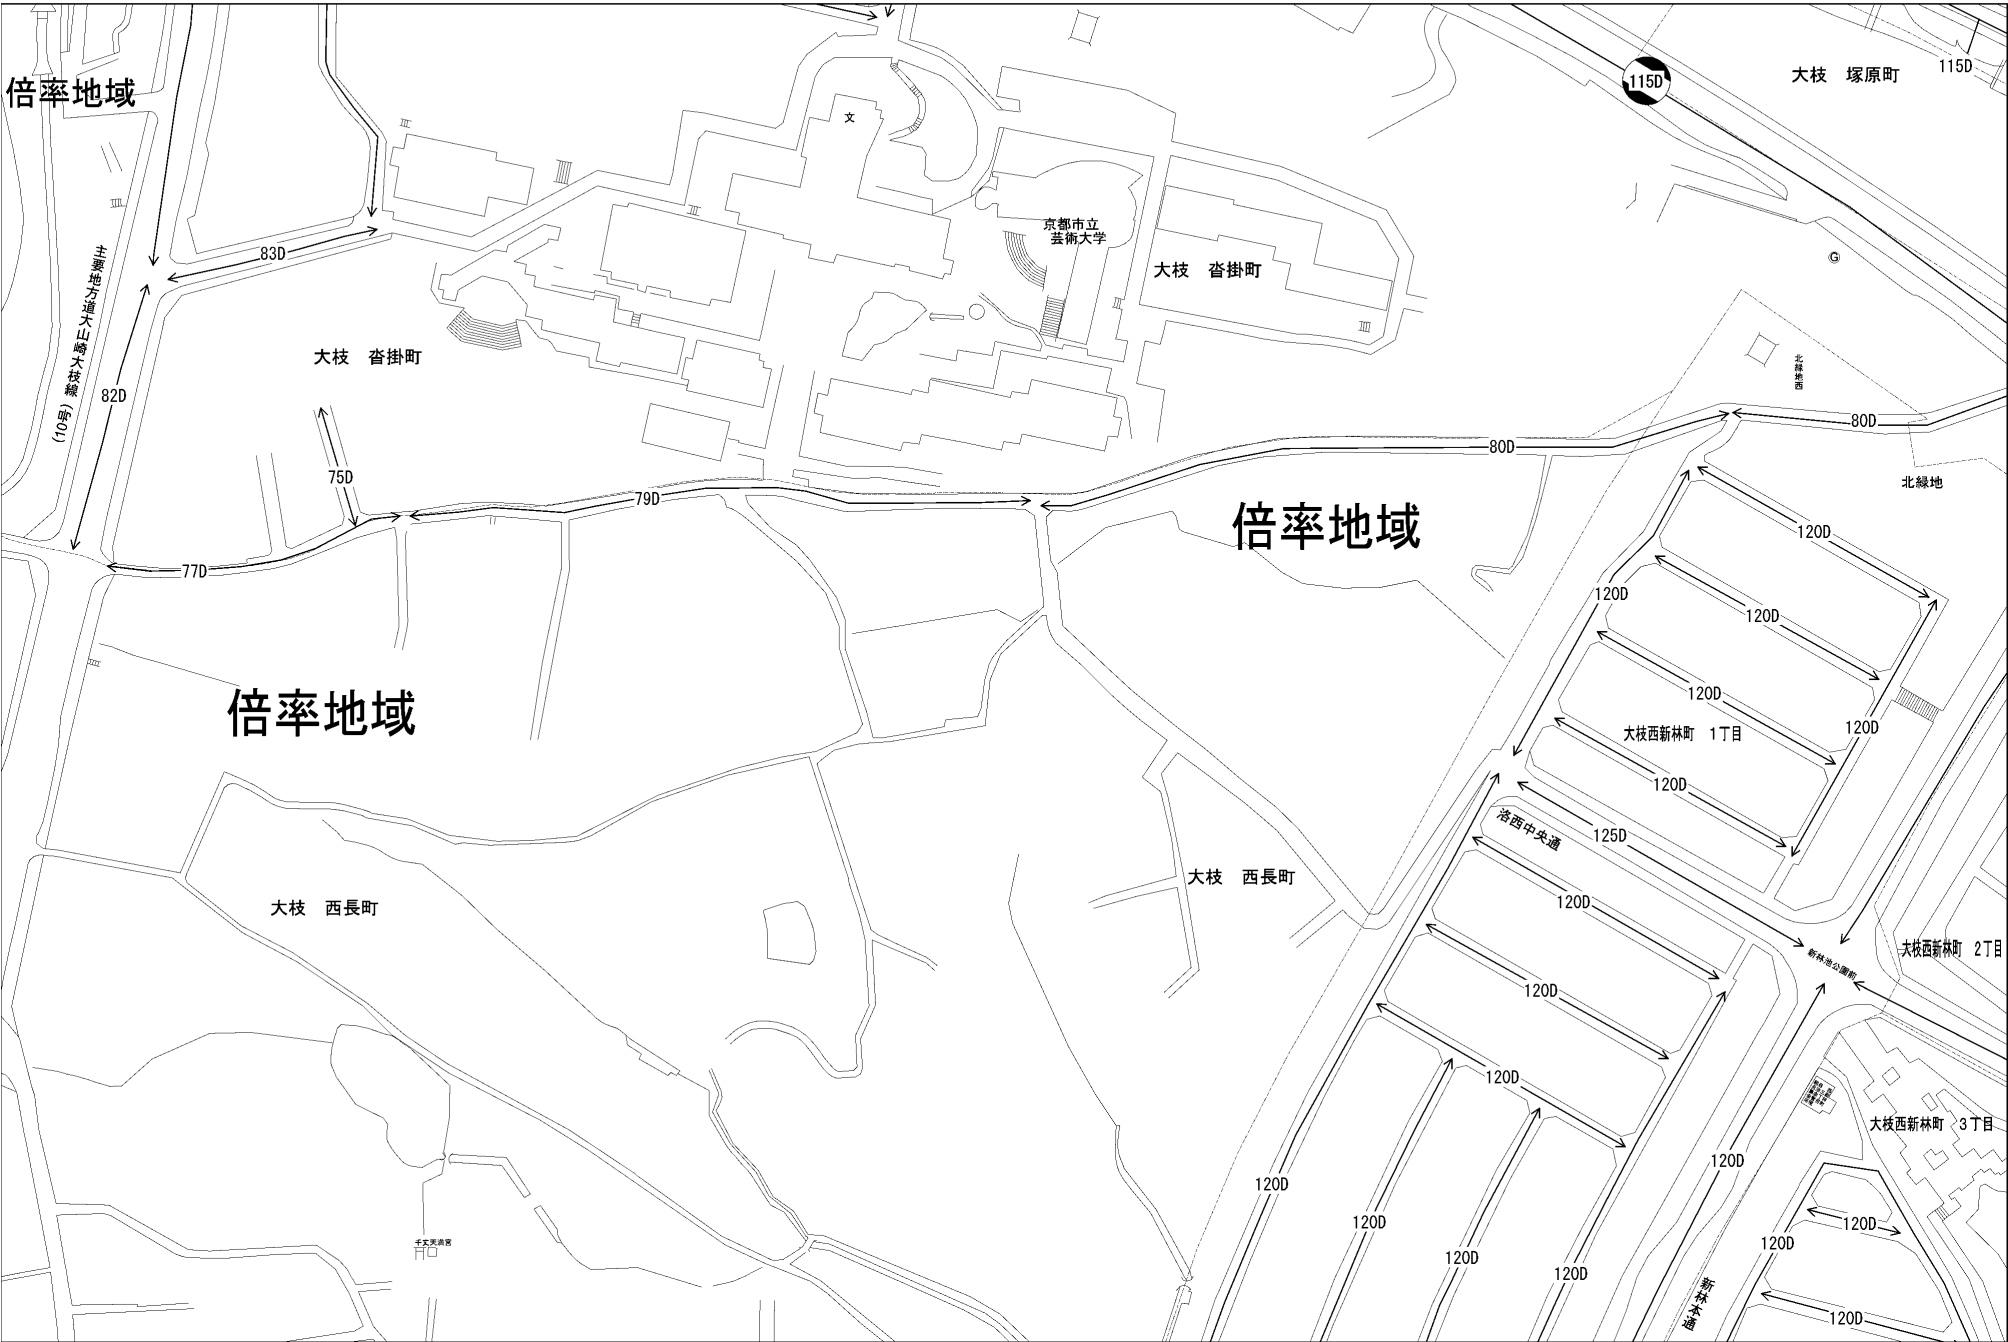 115D
大枝　塚原町
115D
倍率地域
文
京都市立
芸術大学
83D
大枝　沓掛町
G
主要地方道大山崎大枝線
(10号)
大枝　沓掛町
82D
北緑地西
80D
80D
75D
79D
北緑地
倍率地域
120D
77D
120D
120D
倍率地域
120D
120D
大枝西新林町　1丁目
120D
洛西中央通
125D
大枝　西長町
大枝　西長町
120D
大枝西新林町　2丁目
新林池公園前
120D
120D
大枝西新林町　3丁目
120D
120D
120D
120D
120D
千丈天満宮
120D
120D
120D
新林本通
120D